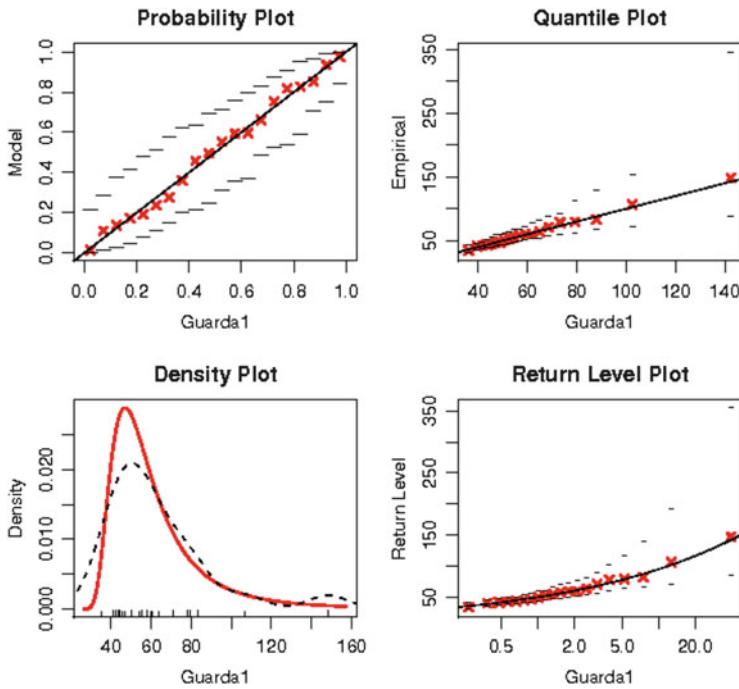 Probability Plot
Model
0.0 0.2 0.4 0.6 0.8 1.0
0.0 0.2 0.4 0.6 0.8 1.0
Guarda1
Quantile Plot
Empirical
50 150 250 350
40 60 80 100 120 140
Guarda1
Density Plot
Density
0.000 0.010 0.020
40 60 80 120 160
Guarda1
Return Level Plot
Return Level
50 150 250 350
0.5 1.0 2.0 5.0 20.0
Guarda1